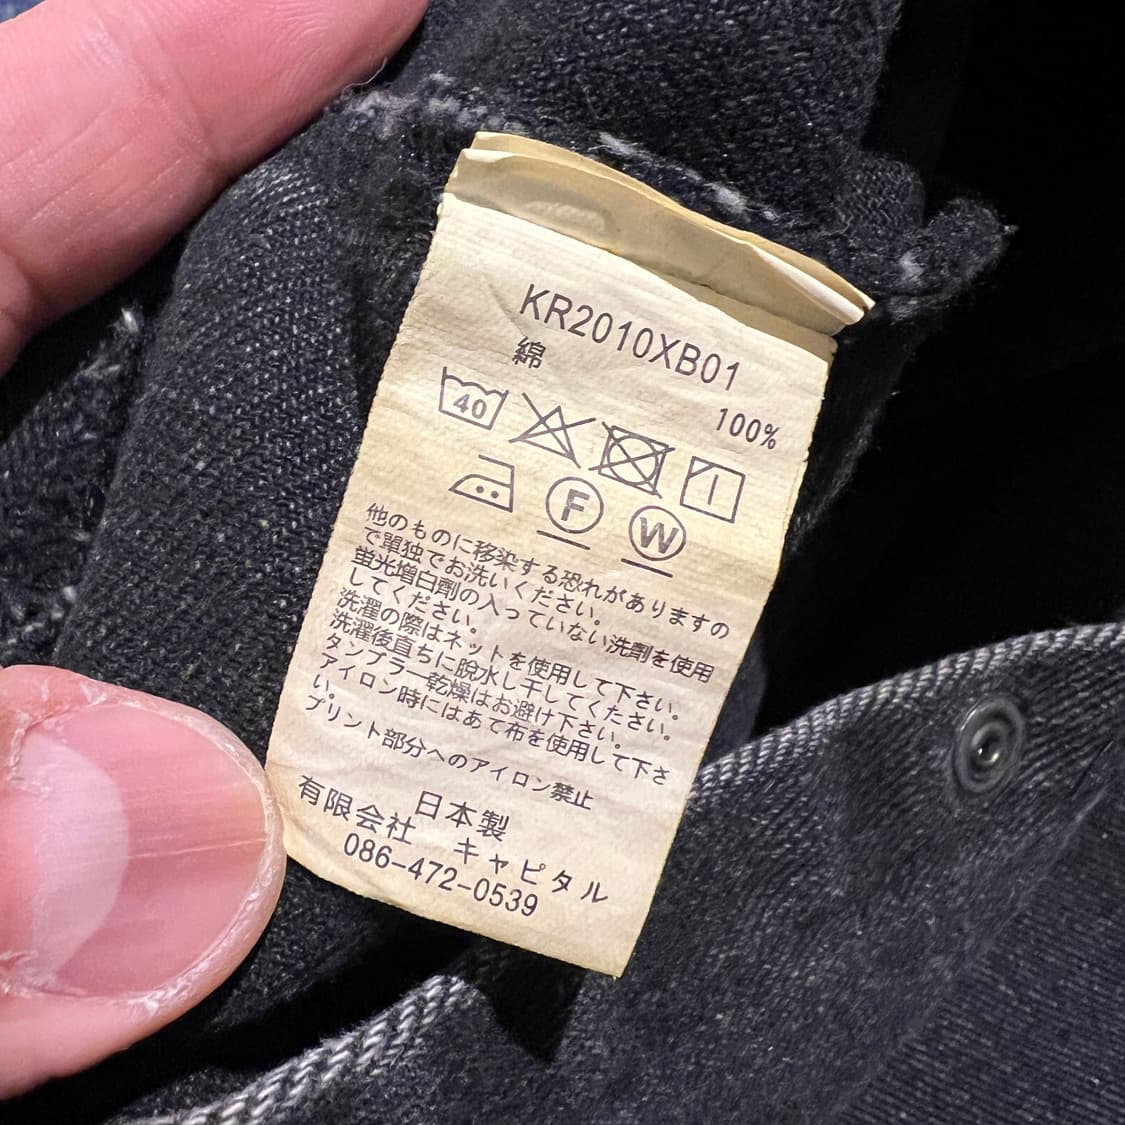 KR2010XB01
綿
100%
40
F W
他のものに移染する恐れがありますの
で単独でお洗いください。
蛍光増白剤の入っていない洗剤を使用
してください。
洗濯の際はネットを使用して下さい。
洗濯後直ちに脱水し干してください。
タンブラー乾燥はお避け下さい。
アイロン時にはあて布を使用して下さ
い。
プリント部分へのアイロン禁止
日本製
有限会社 キャピタル
086-472-0539